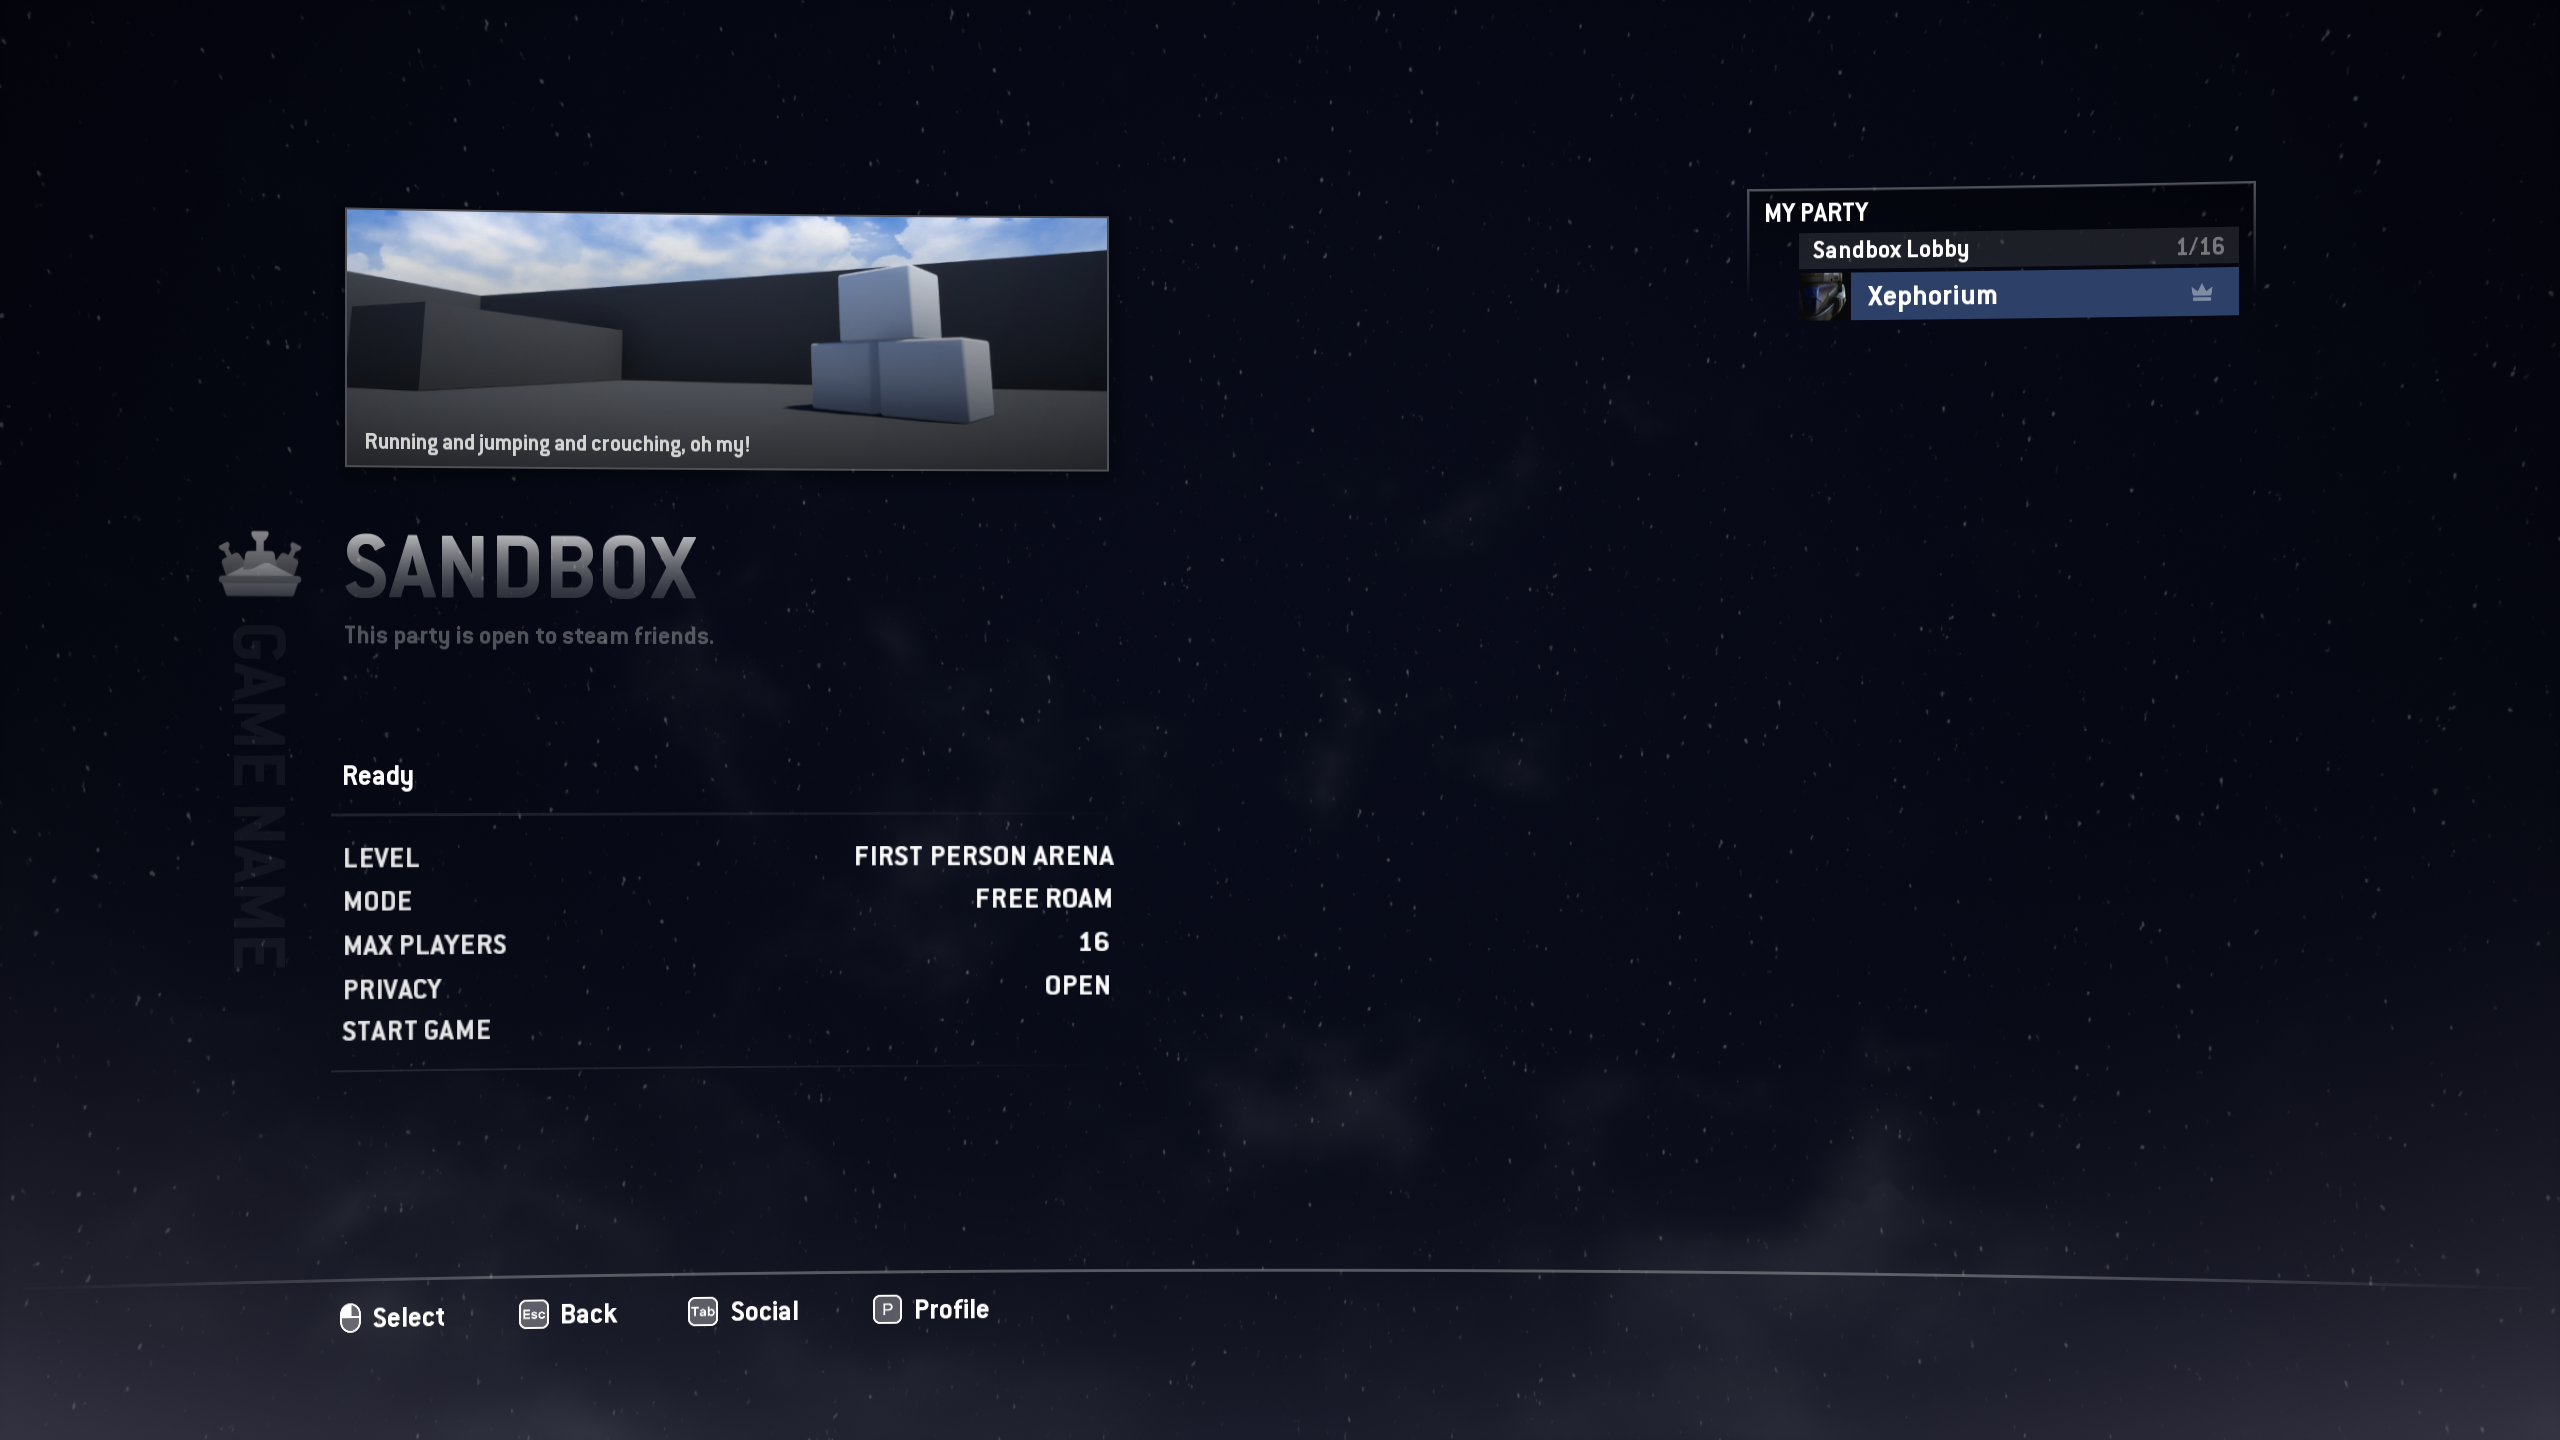 MY PARTY
Sandbox Lobby 1/16
Xephorium
Running and jumping and crouching, oh my!
SANDBOX
This party is open to steam friends.
GAME NAME
Ready
LEVEL FIRST PERSON ARENA
MODE FREE ROAM
MAX PLAYERS 16
PRIVACY OPEN
START GAME
Select Esc Back Tab Social P Profile